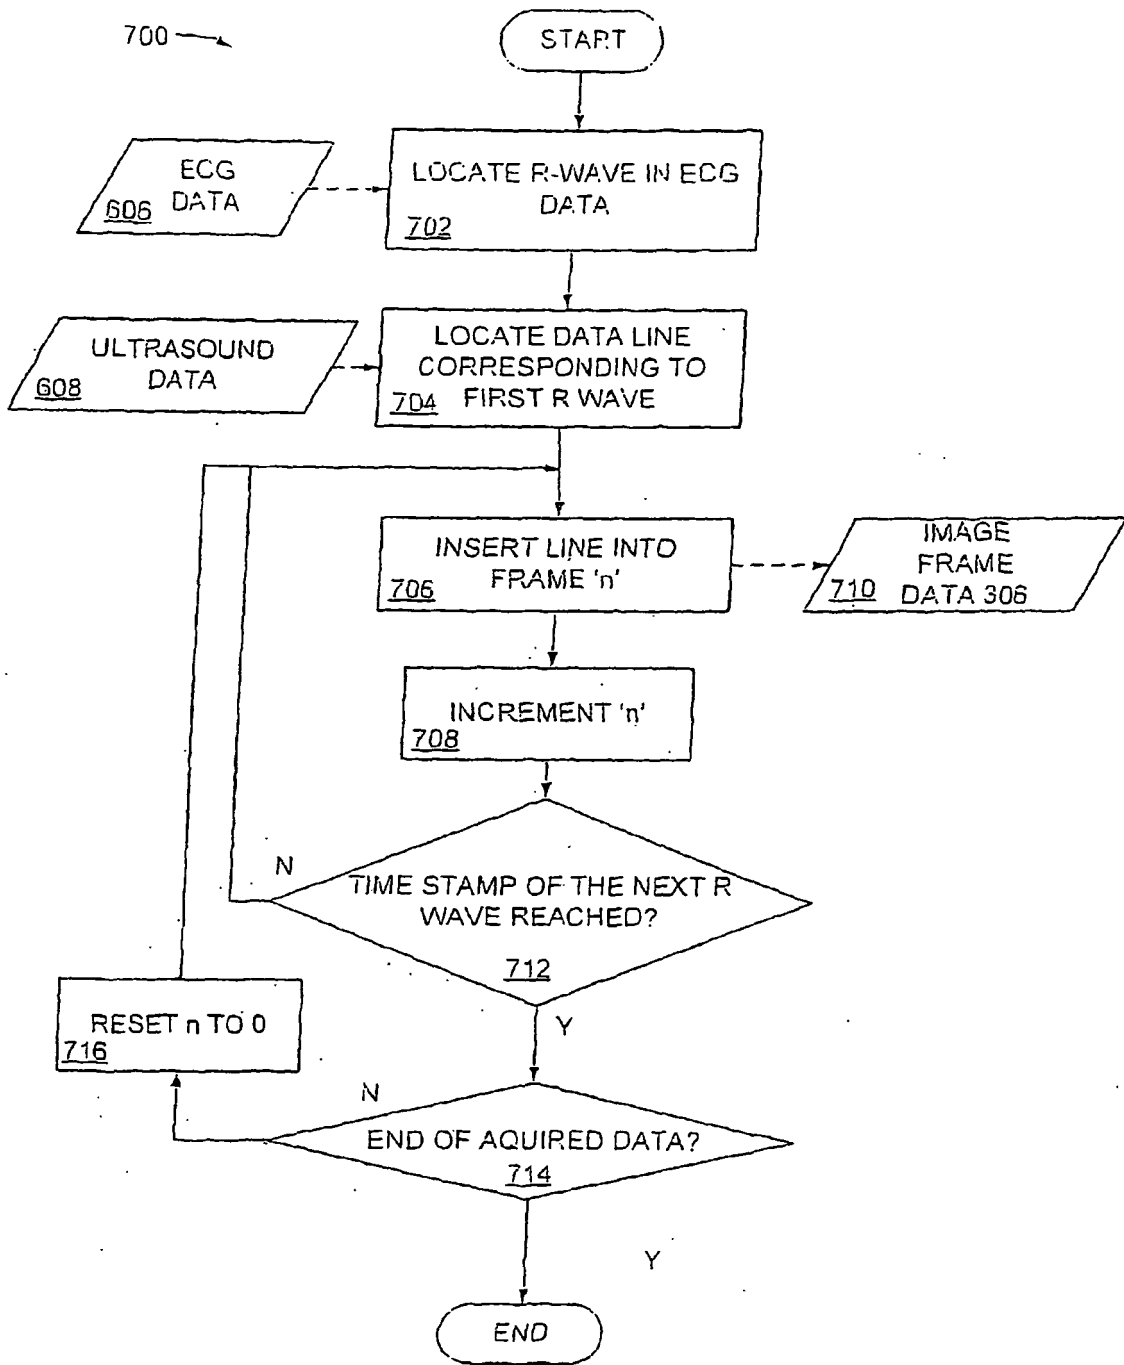 700
START
ECG
DATA
606
LOCATE R-WAVE IN ECG
DATA
702
ULTRASOUND
DATA
608
LOCATE DATA LINE
CORRESPONDING TO
FIRST R WAVE
704
INSERT LINE INTO
FRAME 'n'
706
IMAGE
FRAME
DATA 306
710
INCREMENT 'n'
708
N
TIME STAMP OF THE NEXT R
WAVE REACHED?
712
Y
RESET n TO 0
716
N
END OF AQUIRED DATA?
714
Y
END